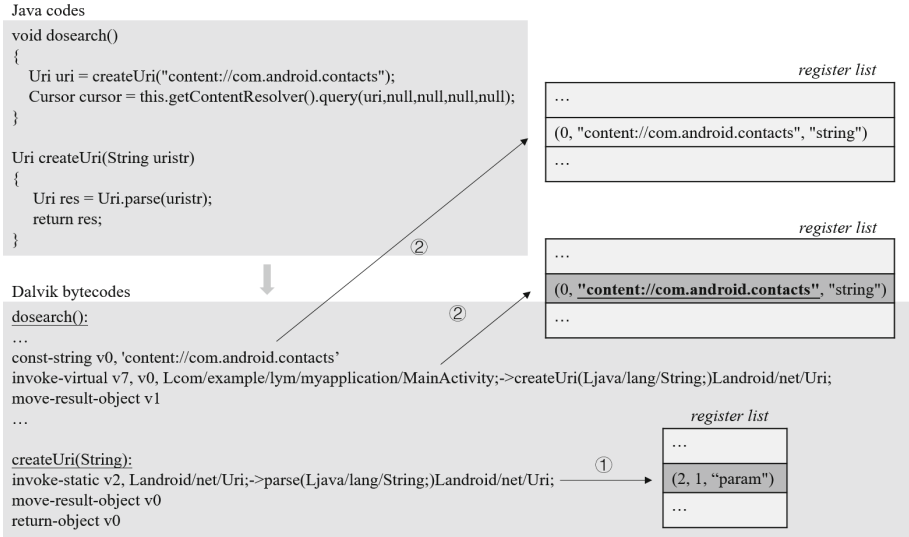 Java codes
void dosearch()
{
Uri uri = createUri("content://com.android.contacts");
Cursor cursor = this.getContentResolver().query(uri,null,null,null,null);
}
Uri createUri(String uristr)
{
Uri res = Uri.parse(uristr);
return res;
}
register list
…
(0, "content://com.android.contacts", "string")
…
②
register list
…
(0, "content://com.android.contacts", "string")
…
②
Dalvik bytecodes
dosearch():
…
const-string v0, 'content://com.android.contacts’
invoke-virtual v7, v0, Lcom/example/lym/myapplication/MainActivity;->createUri(Ljava/lang/String;)Landroid/net/Uri;
move-result-object v1
…
createUri(String):
invoke-static v2, Landroid/net/Uri;->parse(Ljava/lang/String;)Landroid/net/Uri;
move-result-object v0
return-object v0
①
register list
…
(2, 1, “param")
…